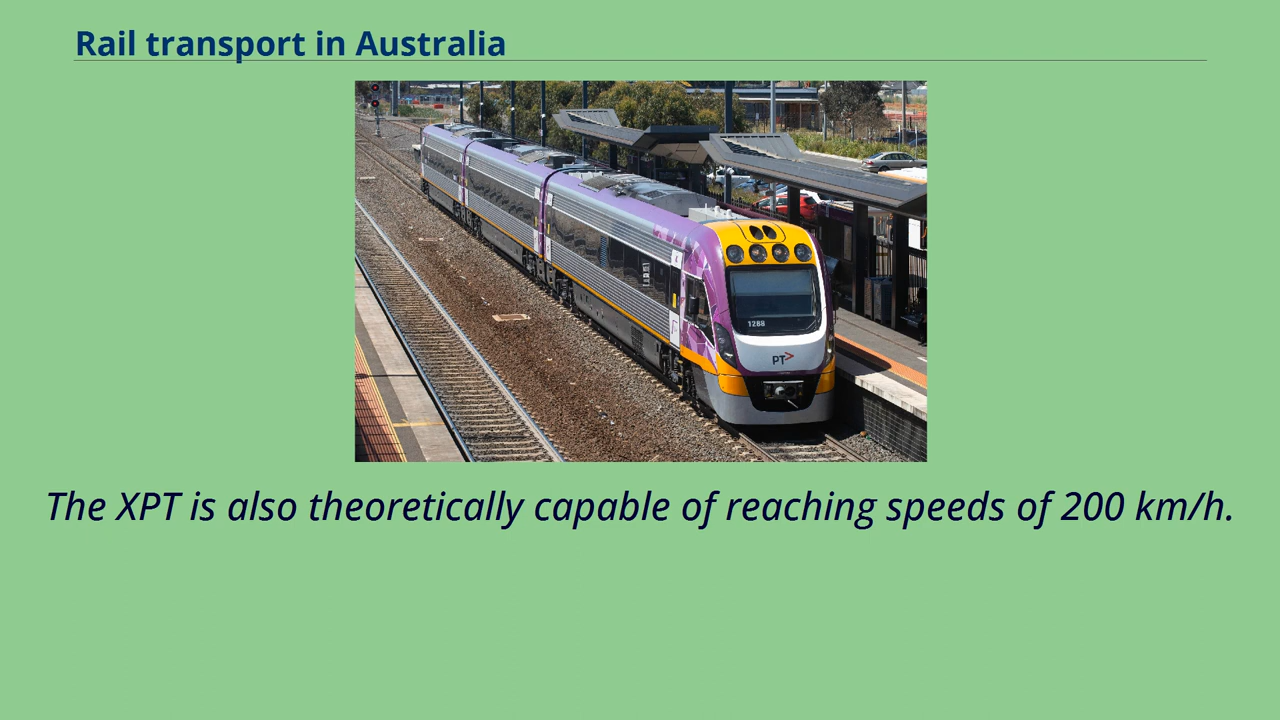 Rail transport in Australia
1288
PT>
The XPT is also theoretically capable of reaching speeds of 200 km/h.